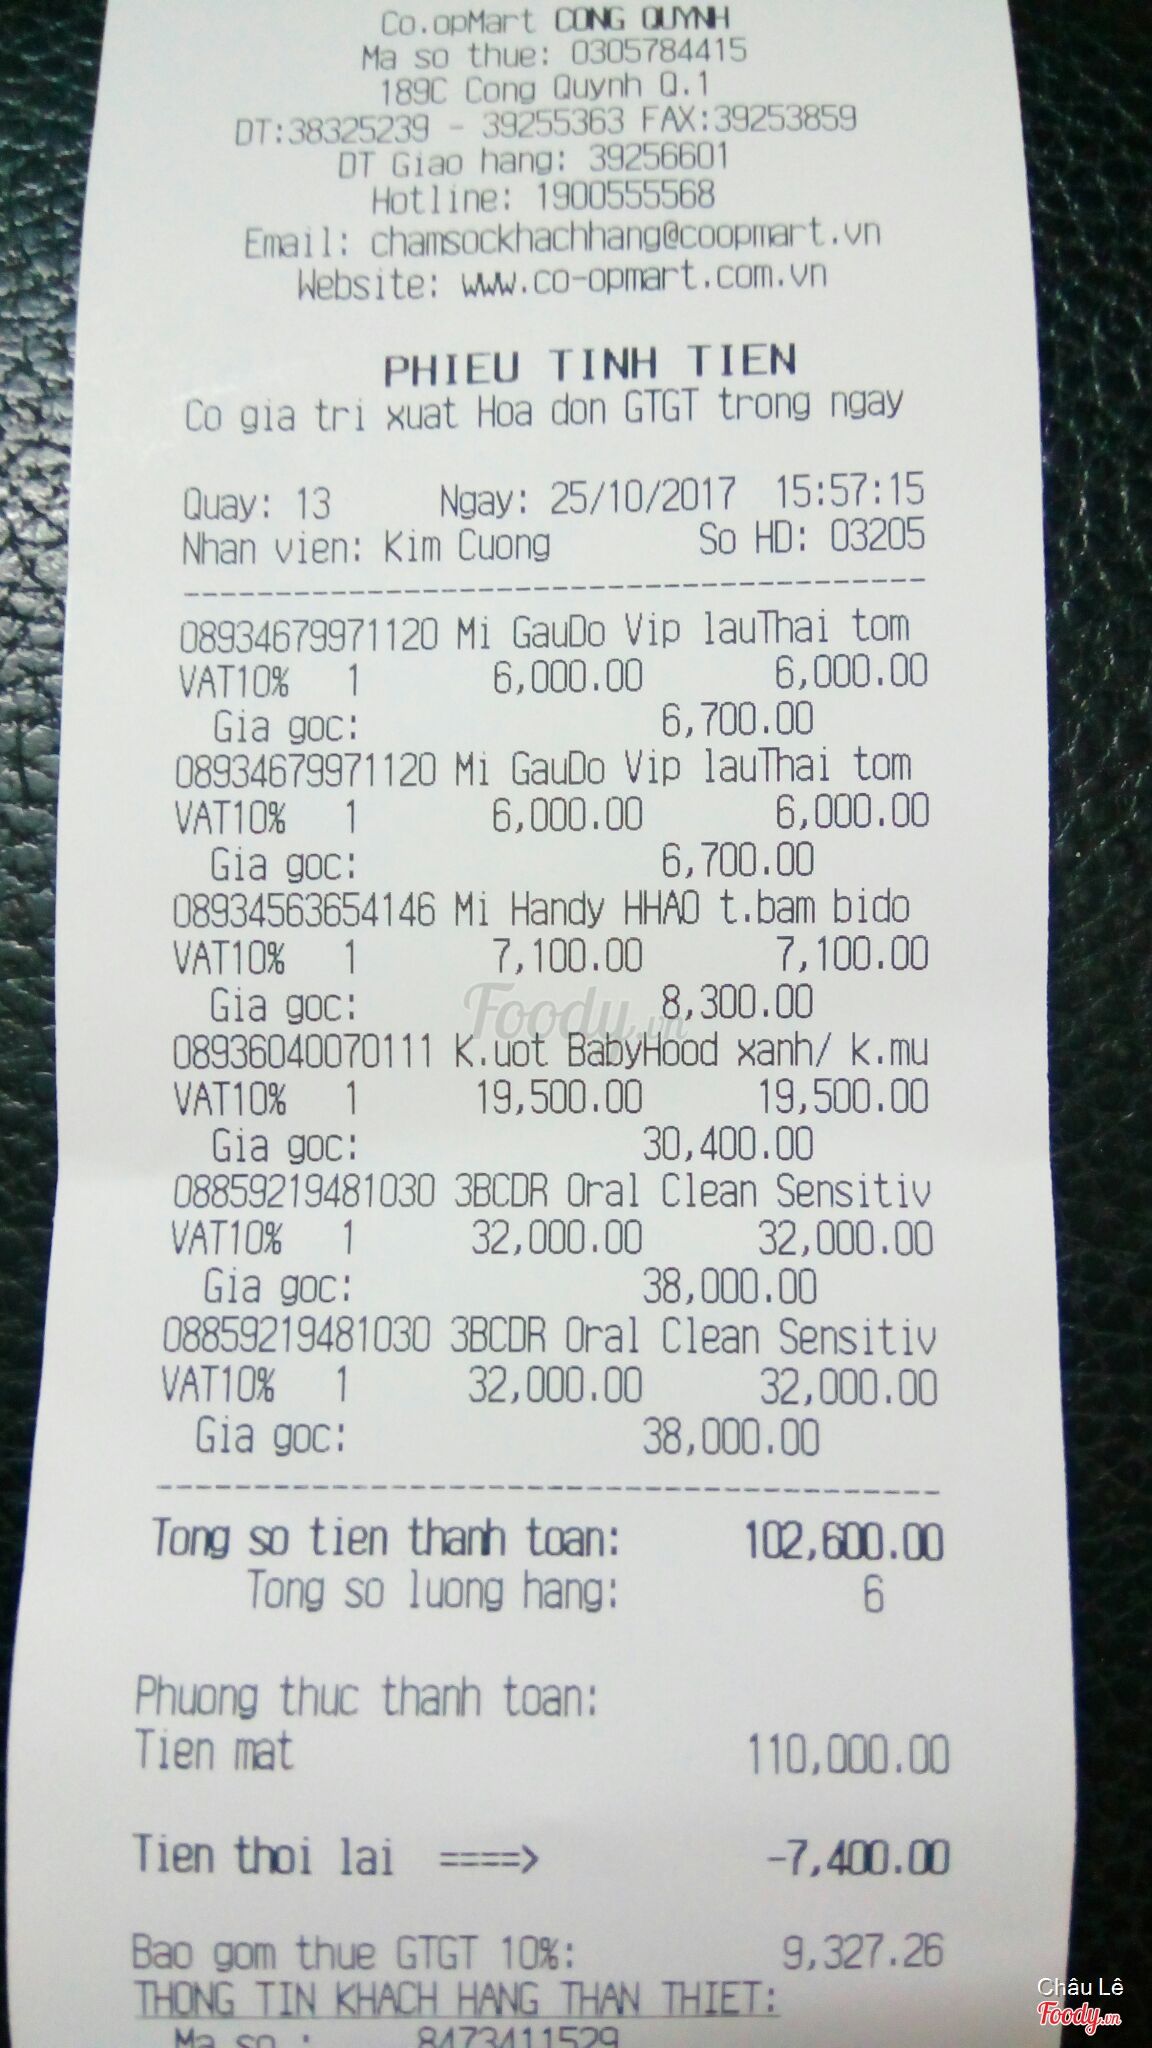 Co.opMart CONG QUYNH
Ma so thue: 0305784415
189C Cong Quynh Q.1
DT:38325239 - 39255363 FAX:39253859
DT Giao hang: 39256601
Hotline: 1900555568
Email: chamsockhachhang@coopmart.vn
Website: www.co-opmart.com.vn
PHIEU TINH TIEN
Co gia tri xuat Hoa don GTGT trong ngay
Quay: 13 Ngay: 25/10/2017 15:57:15
Nhan vien: Kim Cuong So HD: 03205
08934679971120 Mi GauDo Vip lauThai tom
VAT10% 1 6,000.00 6,000.00
Gia goc: 6,700.00
08934679971120 Mi GauDo Vip lauThai tom
VAT10% 1 6,000.00 6,000.00
Gia goc: 6,700.00
08934563654146 Mi Handy HHAO t.bam bido
VAT10% 1 7,100.00 7,100.00
Gia goc: 8,300.00
Foody.vn
08936040070111 K.uot BabyHood xanh/ k.mu
VAT10% 1 19,500.00 19,500.00
Gia goc: 30,400.00
08859219481030 3BCDR Oral Clean Sensitiv
VAT10% 1 32,000.00 32,000.00
Gia goc: 38,000.00
08859219481030 3BCDR Oral Clean Sensitiv
VAT10% 1 32,000.00 32,000.00
Gia goc: 38,000.00
Tong so tien thanh toan: 102,600.00
Tong so luong hang: 6
Phuong thuc thanh toan:
Tien mat 110,000.00
Tien thoi lai ====> -7,400.00
Bao gom thue GTGT 10%: 9,327.26
THONG TIN KHACH HANG THAN THIET:
Ma so : 8473411529
Châu Lê
Foody.vn